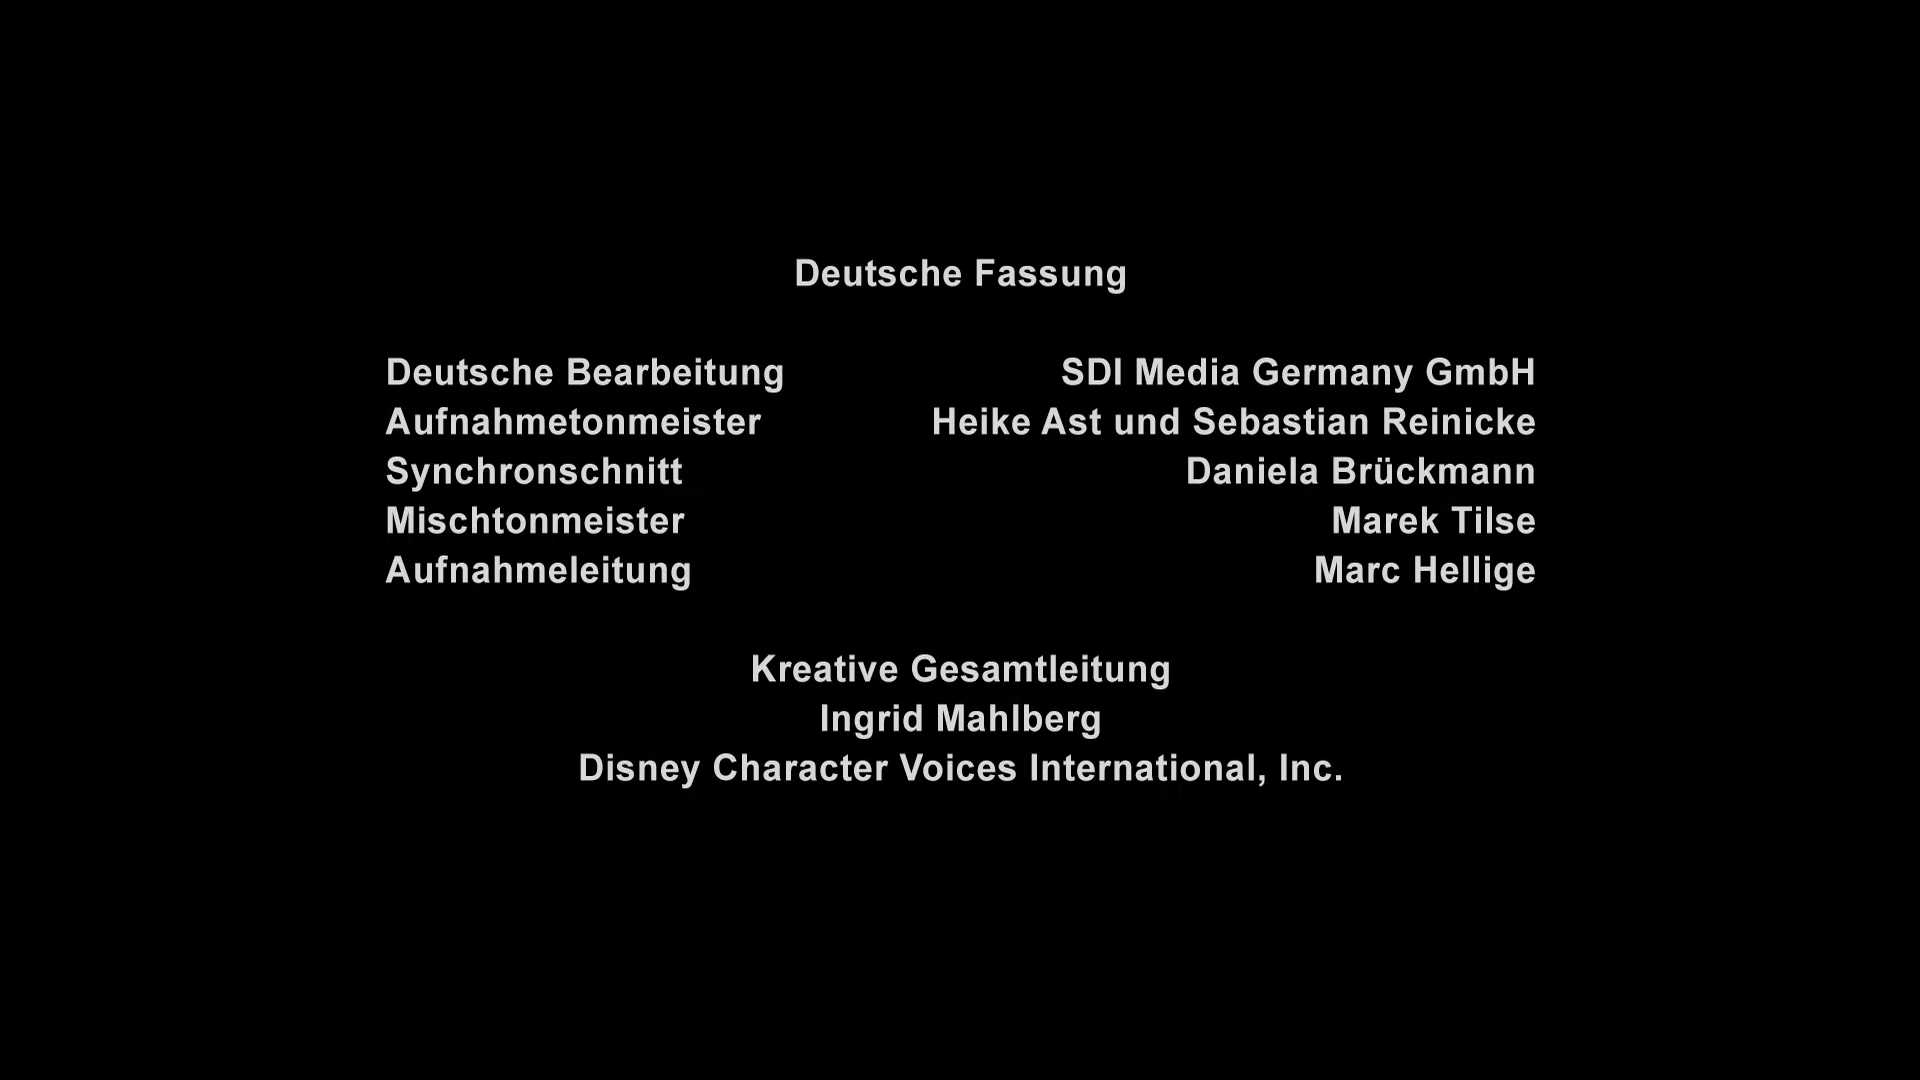 Deutsche Fassung
Deutsche Bearbeitung SDI Media Germany GmbH
Aufnahmetonmeister Heike Ast und Sebastian Reinicke
Synchronschnitt Daniela Brückmann
Mischtonmeister Marek Tilse
Aufnahmeleitung Marc Hellige
Kreative Gesamtleitung
Ingrid Mahlberg
Disney Character Voices International, Inc.